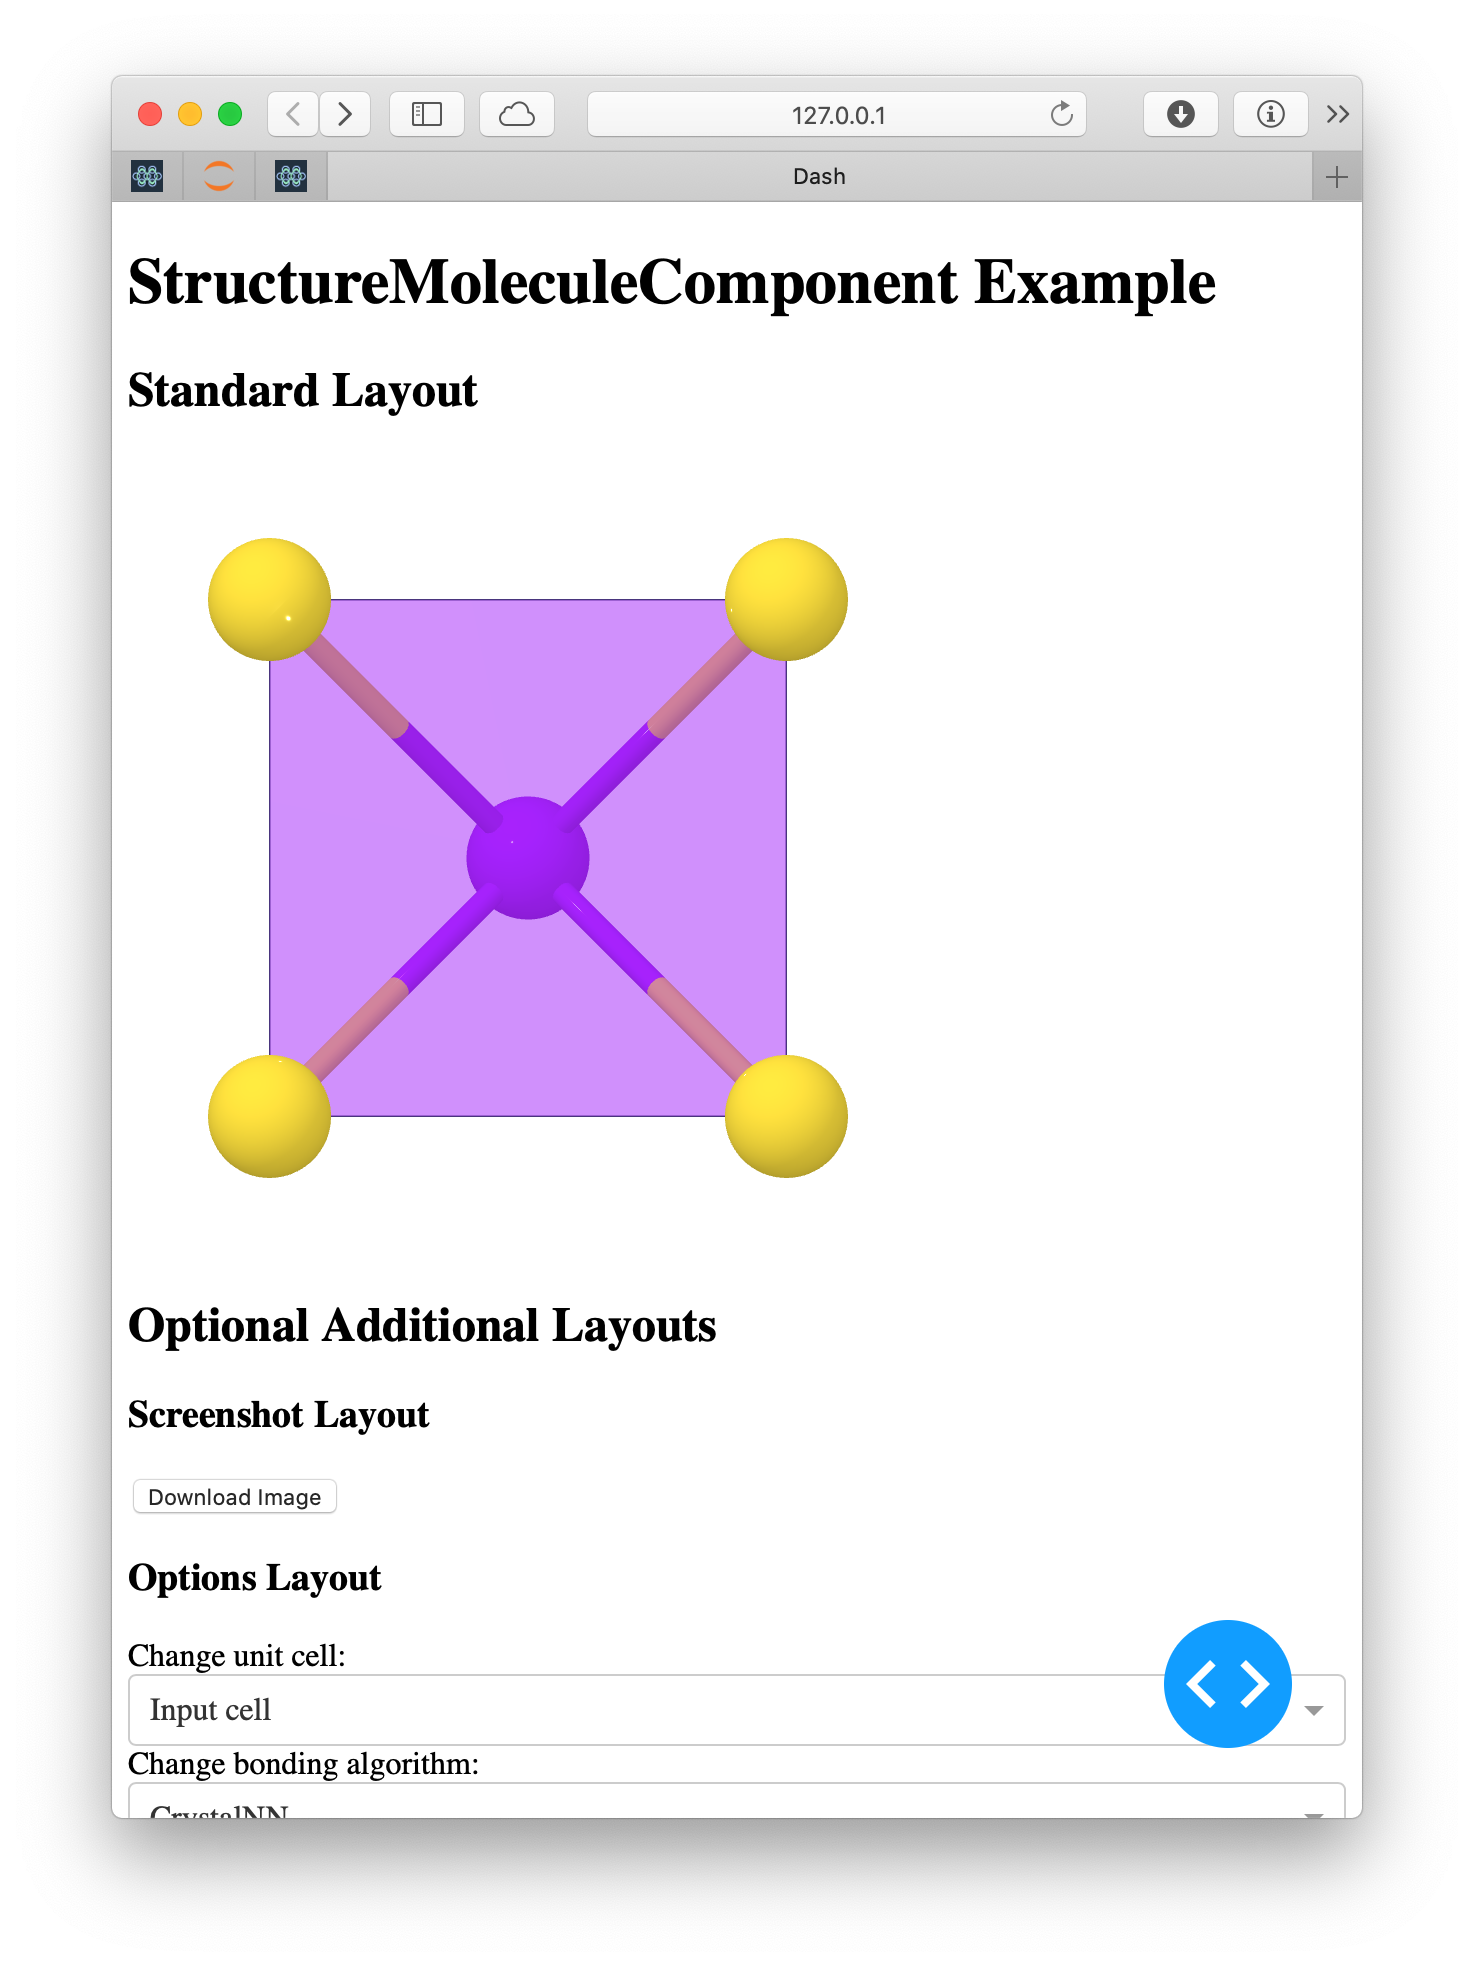 127.0.0.1
Dash
StructureMoleculeComponent Example
Standard Layout
Optional Additional Layouts
Screenshot Layout
Download Image
Options Layout
Change unit cell:
Input cell
Change bonding algorithm:
CrystalNN